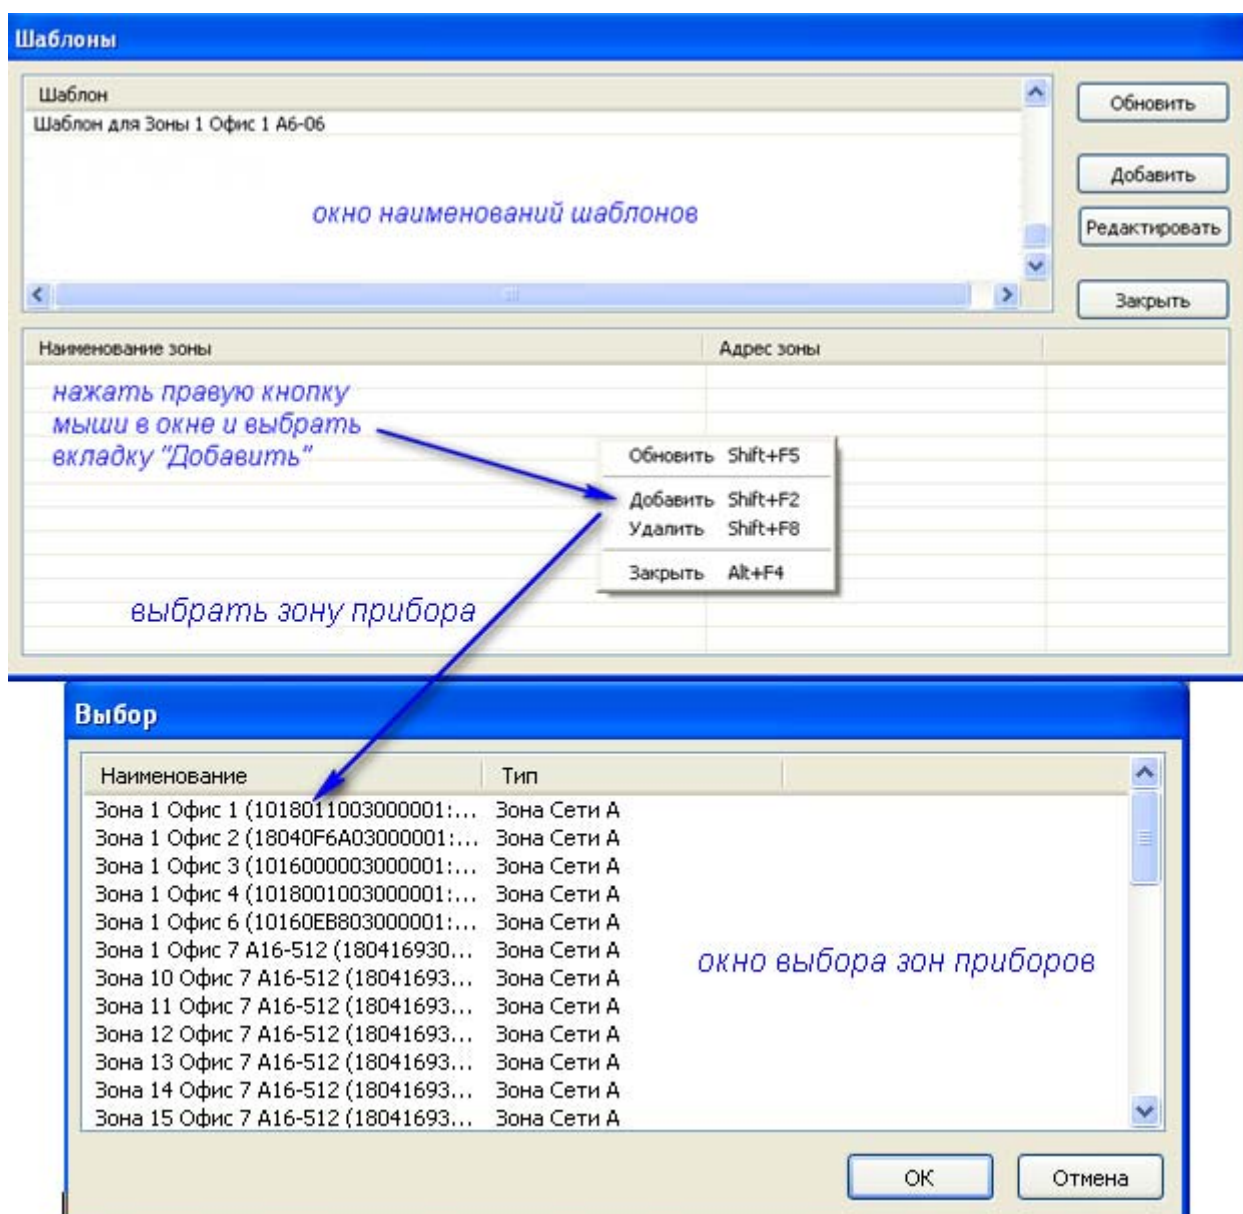 Шаблоны
Шаблон
Шаблон для Зоны 1 Офис 1 А6-06
окно наименований шаблонов
Обновить
Добавить
Редактировать
Закрыть
Наименование зоны Адрес зоны
нажать правую кнопку
мыши в окне и выбрать
вкладку "Добавить"
Обновить Shift+F5
Добавить Shift+F2
Удалить Shift+F8
Закрыть Alt+F4
выбрать зону прибора
Выбор
Наименование Тип
Зона 1 Офис 1 (1018011003000001:... Зона Сети А
Зона 1 Офис 2 (18040F6A03000001:... Зона Сети А
Зона 1 Офис 3 (1016000003000001:... Зона Сети А
Зона 1 Офис 4 (1018001003000001:... Зона Сети А
Зона 1 Офис 6 (10160EB803000001:... Зона Сети А
Зона 1 Офис 7 А16-512 (180416930... Зона Сети А
Зона 10 Офис 7 А16-512 (18041693... Зона Сети А
Зона 11 Офис 7 А16-512 (18041693... Зона Сети А
Зона 12 Офис 7 А16-512 (18041693... Зона Сети А
Зона 13 Офис 7 А16-512 (18041693... Зона Сети А
Зона 14 Офис 7 А16-512 (18041693... Зона Сети А
Зона 15 Офис 7 А16-512 (18041693... Зона Сети А
окно выбора зон приборов
ОК
Отмена